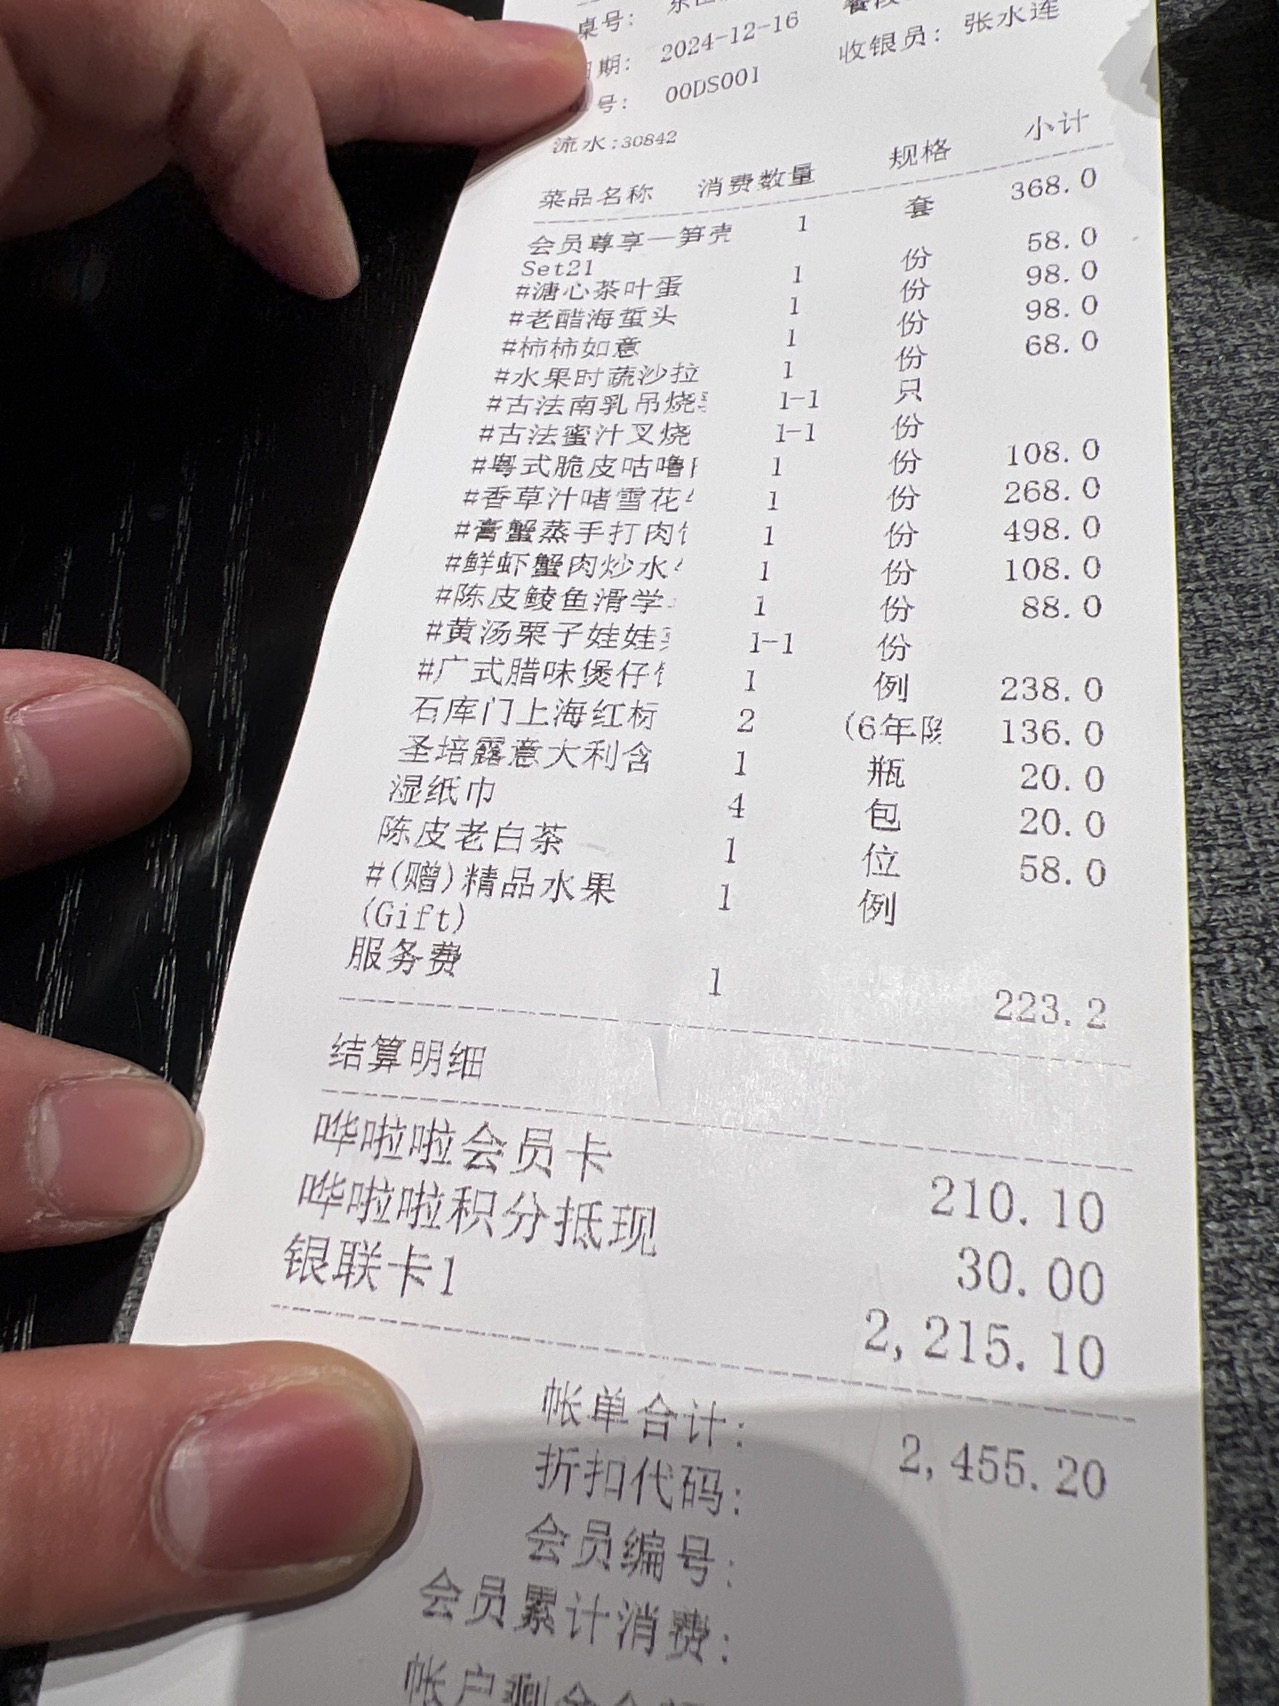 桌号:
期: 2024-12-16
号: 00DS001 收银员: 张水连
流水:30842
菜品名称 消费数量 规格 小计
会员尊享—笋壳 1 套 368.0
Set21
#溏心茶叶蛋 1 份 58.0
#老醋海蜇头 1 份 98.0
#柿柿如意 1 份 98.0
#水果时蔬沙拉 1 份 68.0
#古法南乳吊烧 1-1 只
#古法蜜汁叉烧 1-1 份
#粤式脆皮咕噜 1 份 108.0
#香草汁啫雪花 1 份 268.0
#膏蟹蒸手打肉 1 份 498.0
#鲜虾蟹肉炒水 1 份 108.0
#陈皮鲮鱼滑学 1 份 88.0
#黄汤栗子娃娃 1-1 份
#广式腊味煲仔 1 例 238.0
石库门上海红标 2 (6年陈 136.0
圣培露意大利含 1 瓶 20.0
湿纸巾 4 包 20.0
陈皮老白茶 1 位 58.0
#(赠)精品水果 1 例
(Gift)
服务费 1 223.2
结算明细
哗啦啦会员卡 210.10
哗啦啦积分抵现 30.00
银联卡1 2,215.10
帐单合计: 2,455.20
折扣代码:
会员编号:
会员累计消费:
帐户剩余金额